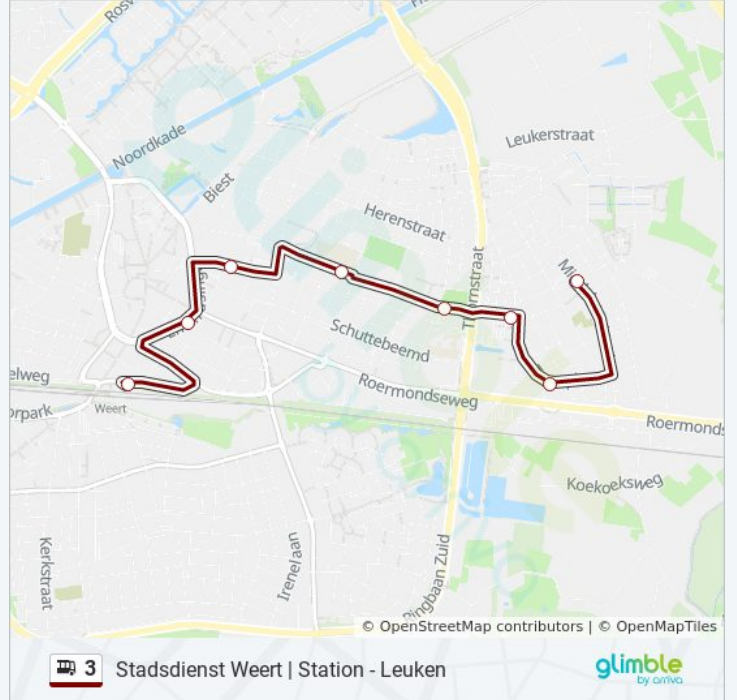 Noordkade
Biest
Leukerstraat
Herenstraat
Schuttebeemd
Roermondseweg
elweg
orpark
Weert
Roermonds
Koekoeksweg
Kerkstraat
Irenelaan
Ringbaan Zuid
© OpenStreetMap contributors | © OpenMapTiles
3 Stadsdienst Weert | Station - Leuken
glimble
by arriva